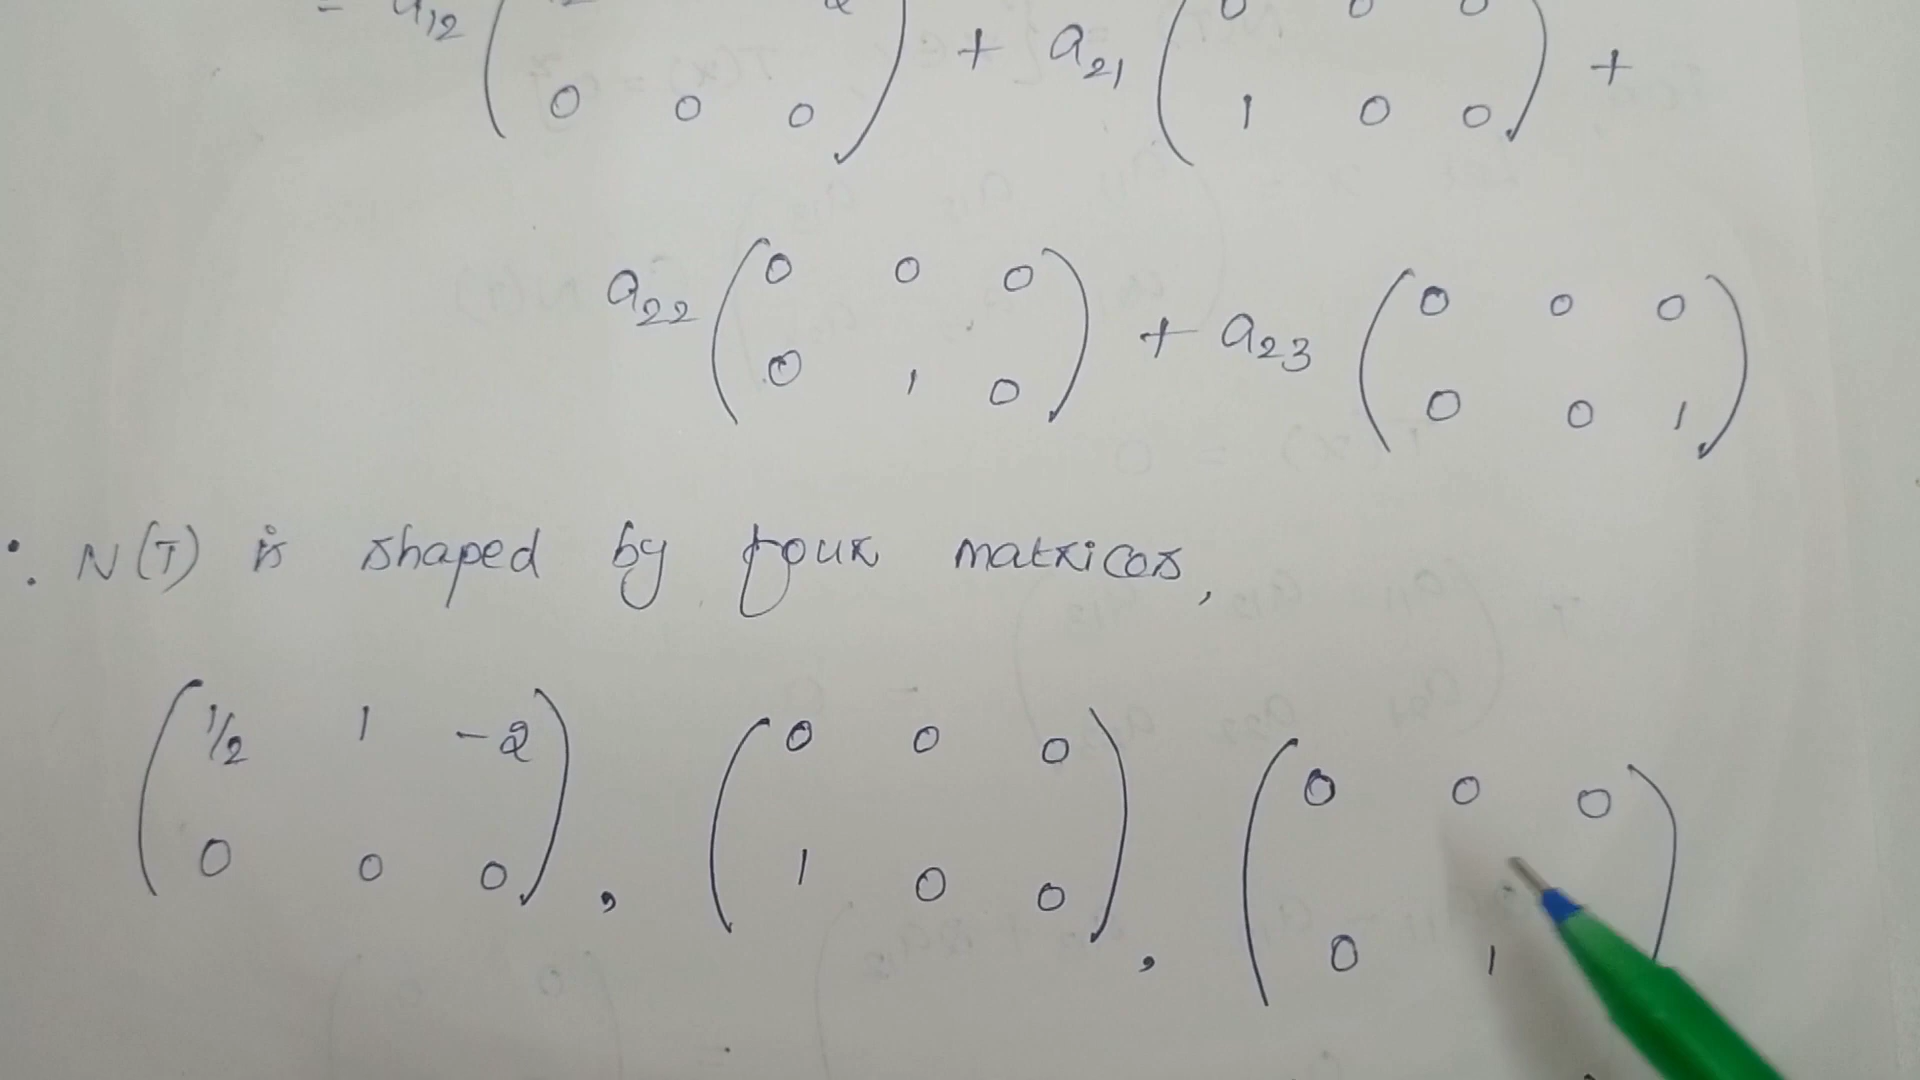 = a12 ( 2
0 0 0 ) + a21 ( 0 0 0
1 0 0 ) +
a22 ( 0 0 0
0 1 0 ) + a23 ( 0 0 0
0 0 1 )
∴ N(T) is shaped by four matrices,
( 1/2 1 -2
0 0 0 ) , ( 0 0 0
1 0 0 ) , ( 0 0 0
0 1 )